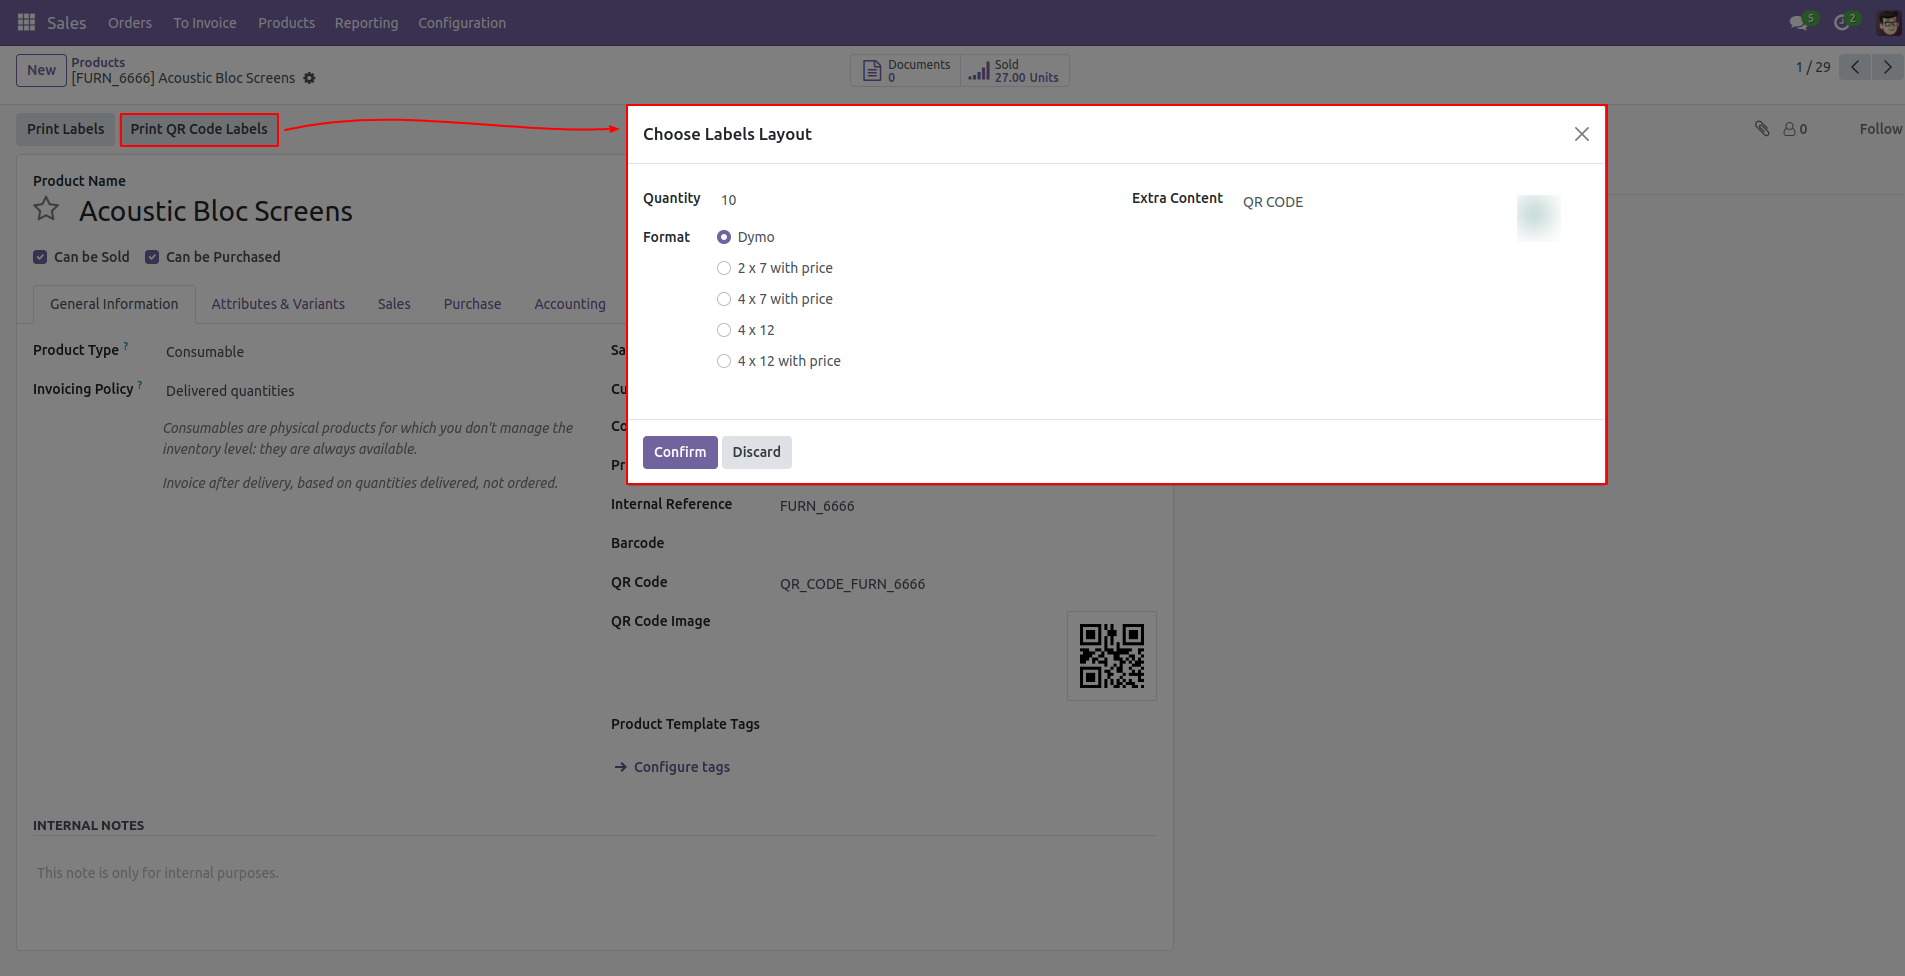 Sales Orders To Invoice Products Reporting Configuration 5 2
New Products
[FURN_6666] Acoustic Bloc Screens
Documents
0
Sold
27.00 Units
1 / 29
Print Labels Print QR Code Labels
0 Follow
Choose Labels Layout
Quantity 10
Extra Content QR CODE
Format Dymo
2 x 7 with price
4 x 7 with price
4 x 12
4 x 12 with price
Confirm Discard
Product Name
Acoustic Bloc Screens
Can be Sold Can be Purchased
General Information Attributes & Variants Sales Purchase Accounting
Product Type ? Consumable
Invoicing Policy ? Delivered quantities
Consumables are physical products for which you don't manage the
inventory level: they are always available.
Invoice after delivery, based on quantities delivered, not ordered.
Sa
Cu
Co
Pr
Internal Reference FURN_6666
Barcode
QR Code QR_CODE_FURN_6666
QR Code Image
Product Template Tags
Configure tags
INTERNAL NOTES
This note is only for internal purposes.